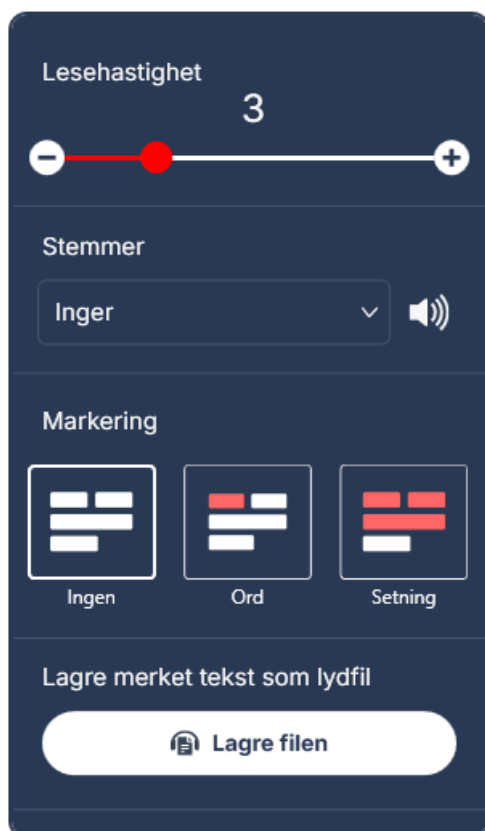 Lesehastighet
3
Stemmer
Inger
Markering
Ingen Ord Setning
Lagre merket tekst som lydfil
Lagre filen